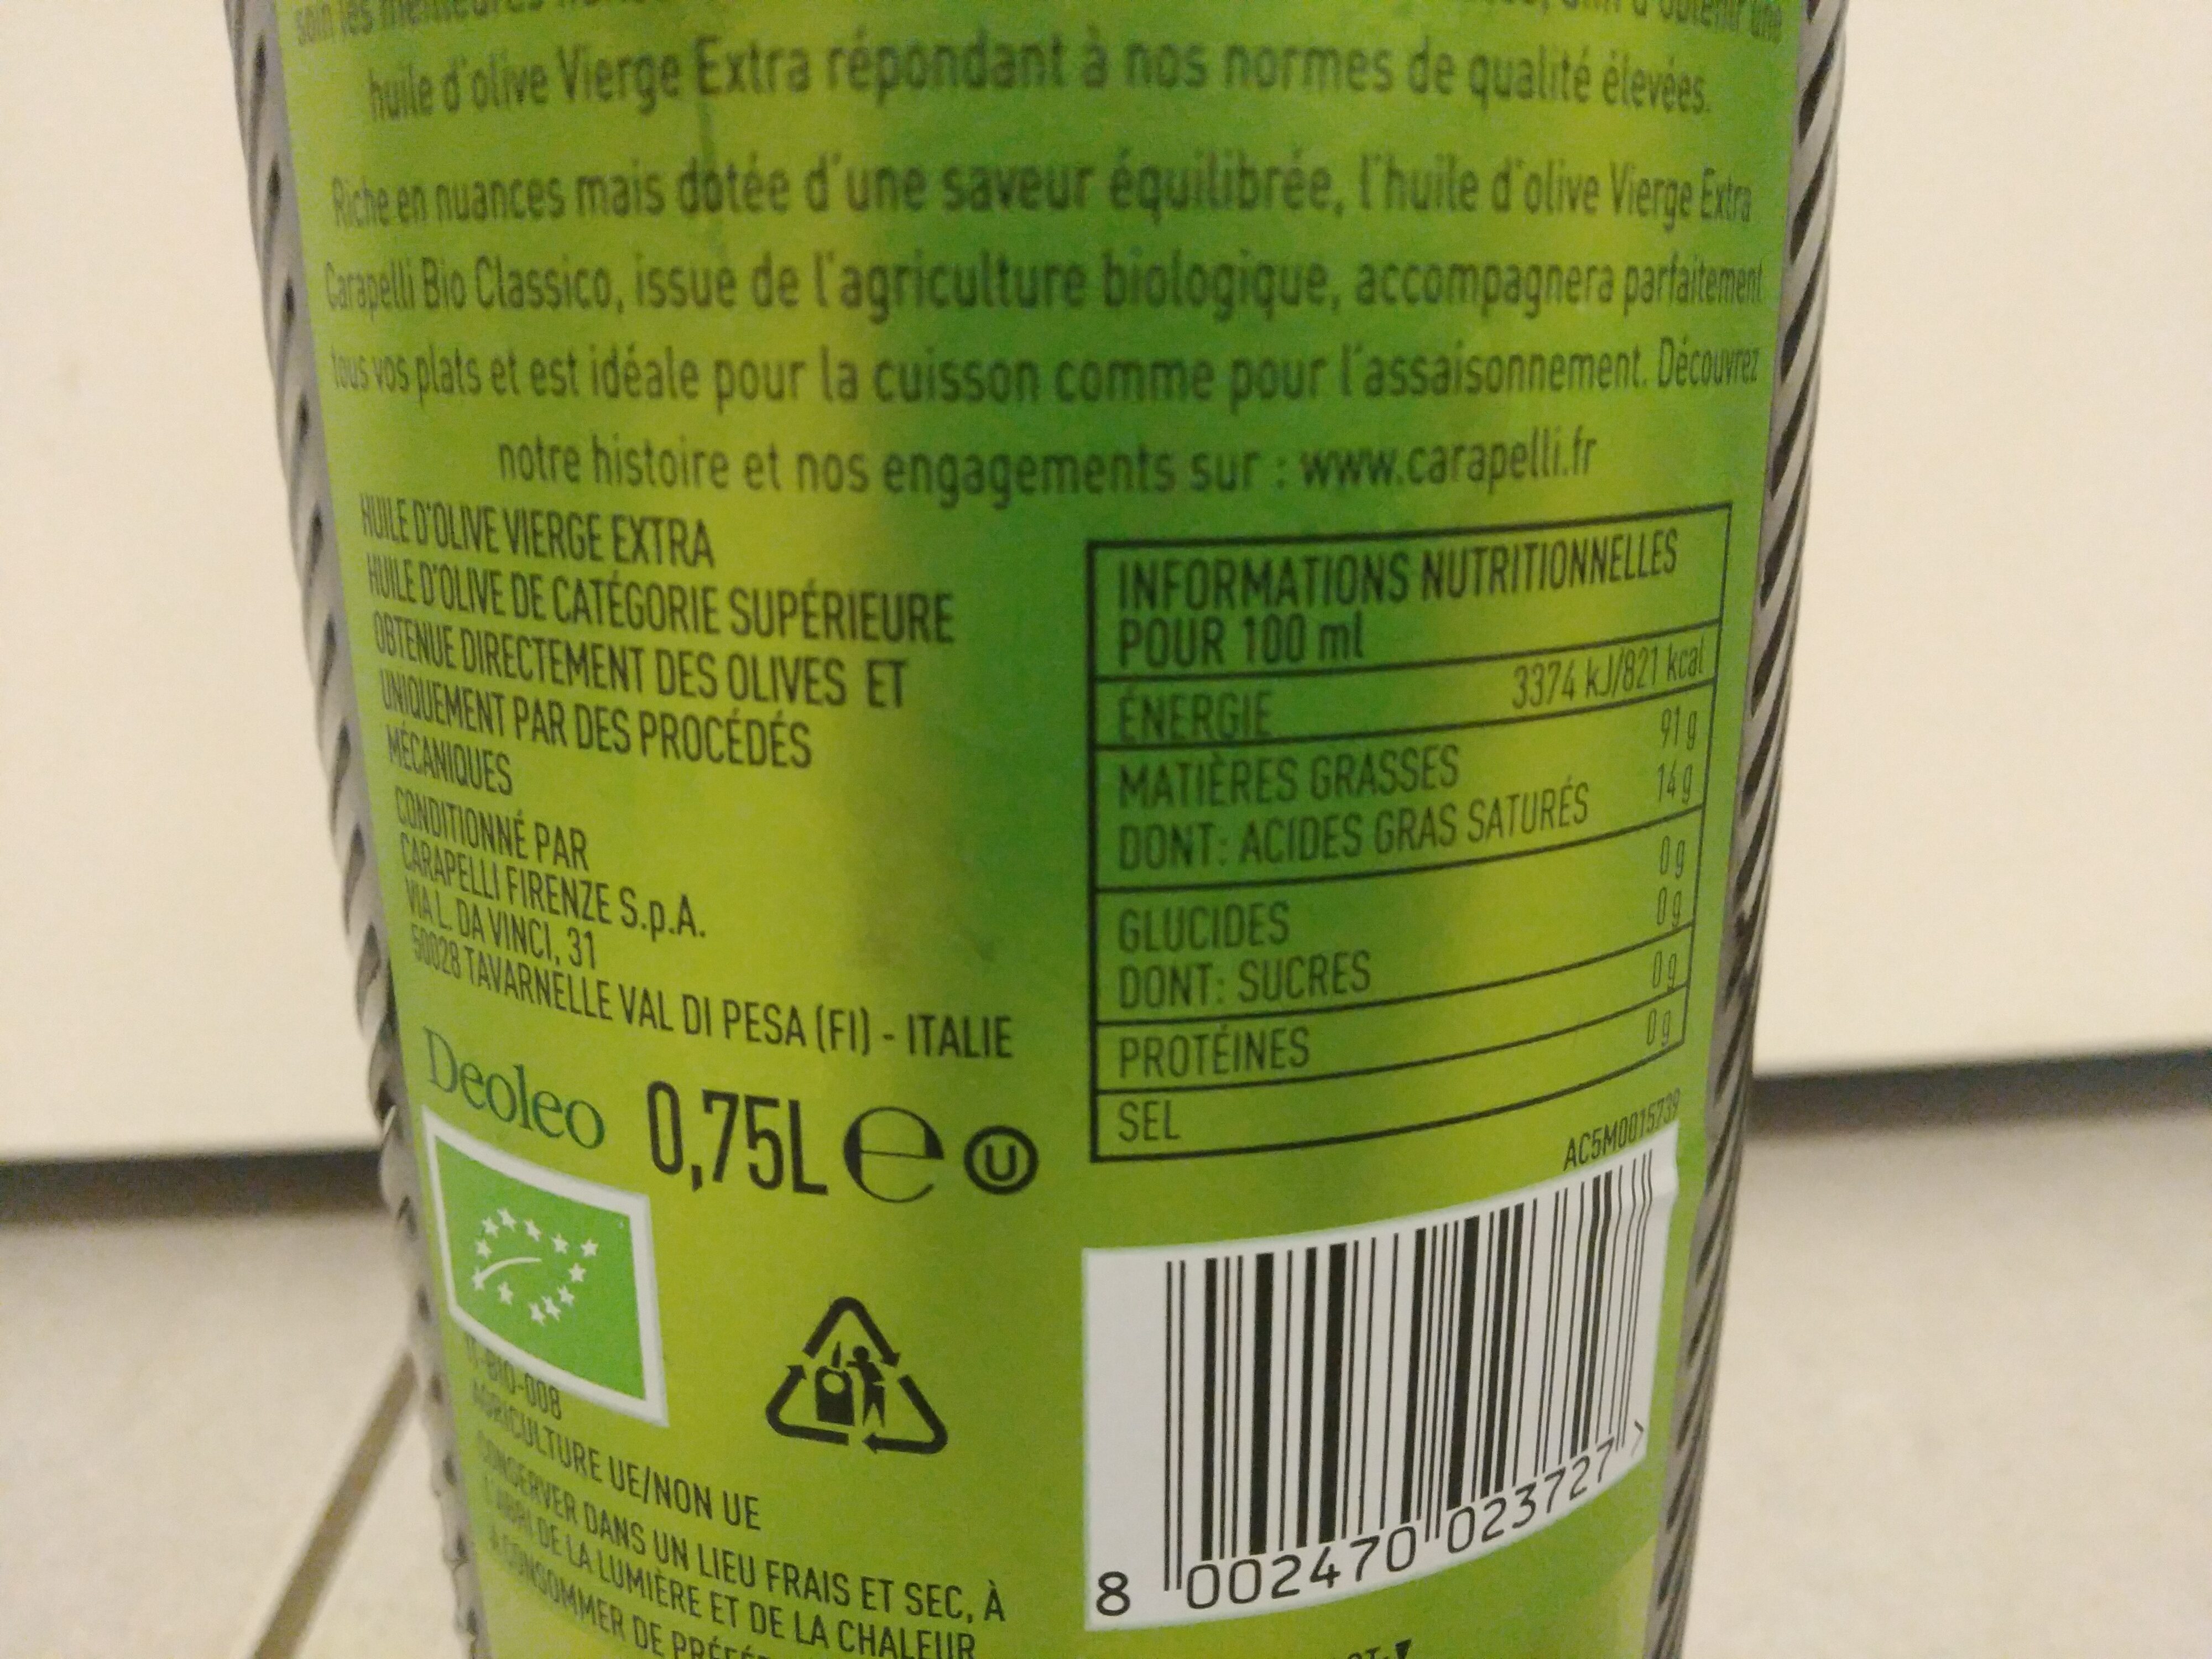 soin les meilleures
afin d'obtenir une
huile d'olive Vierge Extra répondant à nos normes de qualité élevées.
Riche en nuances mais dotée d'une saveur équilibrée, l'huile d'olive Vierge Extra
Carapelli Bio Classico, issue de l'agriculture biologique, accompagnera parfaitement
tous vos plats et est idéale pour la cuisson comme pour l'assaisonnement. Découvrez
notre histoire et nos engagements sur : www.carapelli.fr
HUILE D'OLIVE VIERGE EXTRA
HUILE D'OLIVE DE CATÉGORIE SUPÉRIEURE
OBTENUE DIRECTEMENT DES OLIVES ET
UNIQUEMENT PAR DES PROCÉDÉS
MÉCANIQUES
CONDITIONNÉ PAR
CARAPELLI FIRENZE S.p.A.
VIA L. DA VINCI, 31
50028 TAVARNELLE VAL DI PESA (FI) - ITALIE
Deoleo 0,75L e U
INFORMATIONS NUTRITIONNELLES
POUR 100 ml
ÉNERGIE 3374 kJ/821 kcal
MATIÈRES GRASSES 91 g
DONT: ACIDES GRAS SATURÉS 14 g
GLUCIDES 0 g
DONT: SUCRES 0 g
PROTÉINES 0 g
SEL 0 g
AC5M0015739
IT-BIO-008
AGRICULTURE UE/NON UE
CONSERVER DANS UN LIEU FRAIS ET SEC, À
L'ABRI DE LA LUMIÈRE ET DE LA CHALEUR
À CONSOMMER DE
8 002470 023727 >